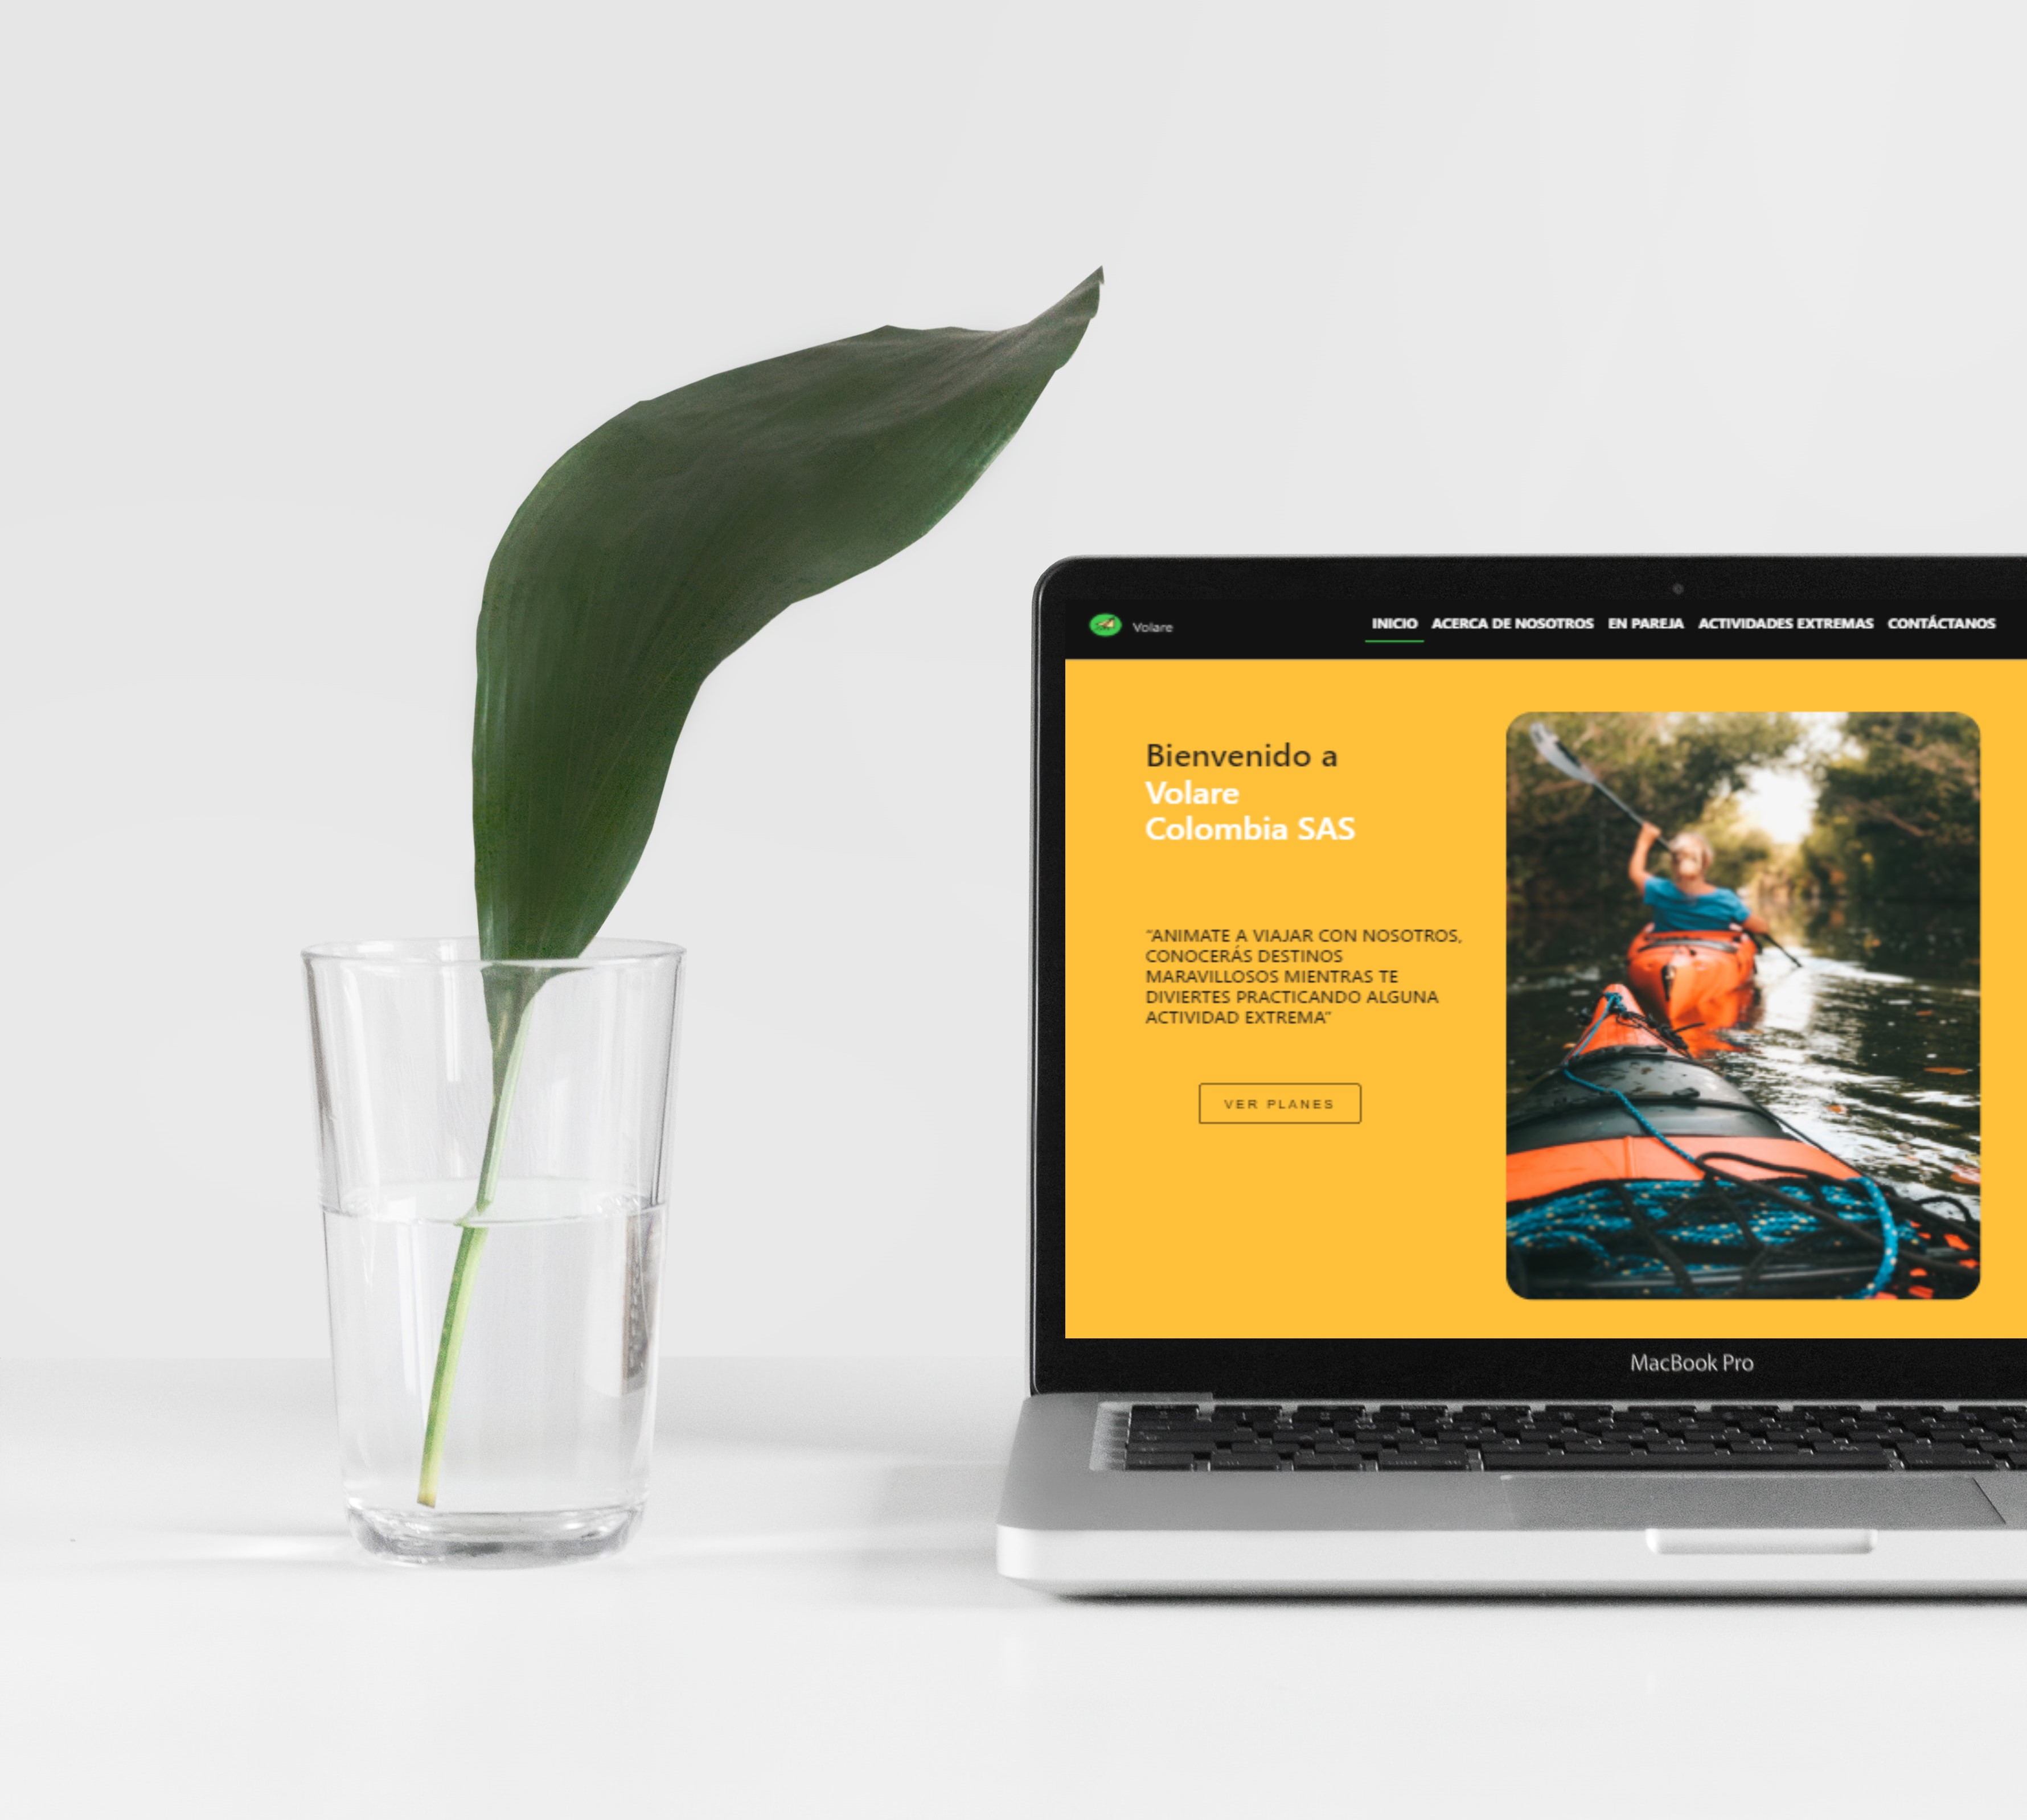 Volare
INICIO ACERCA DE NOSOTROS EN PAREJA ACTIVIDADES EXTREMAS CONTÁCTANOS
Bienvenido a
Volare
Colombia SAS
“ANIMATE A VIAJAR CON NOSOTROS,
CONOCERÁS DESTINOS
MARAVILLOSOS MIENTRAS TE
DIVIERTES PRACTICANDO ALGUNA
ACTIVIDAD EXTREMA”
VER PLANES
MacBook Pro